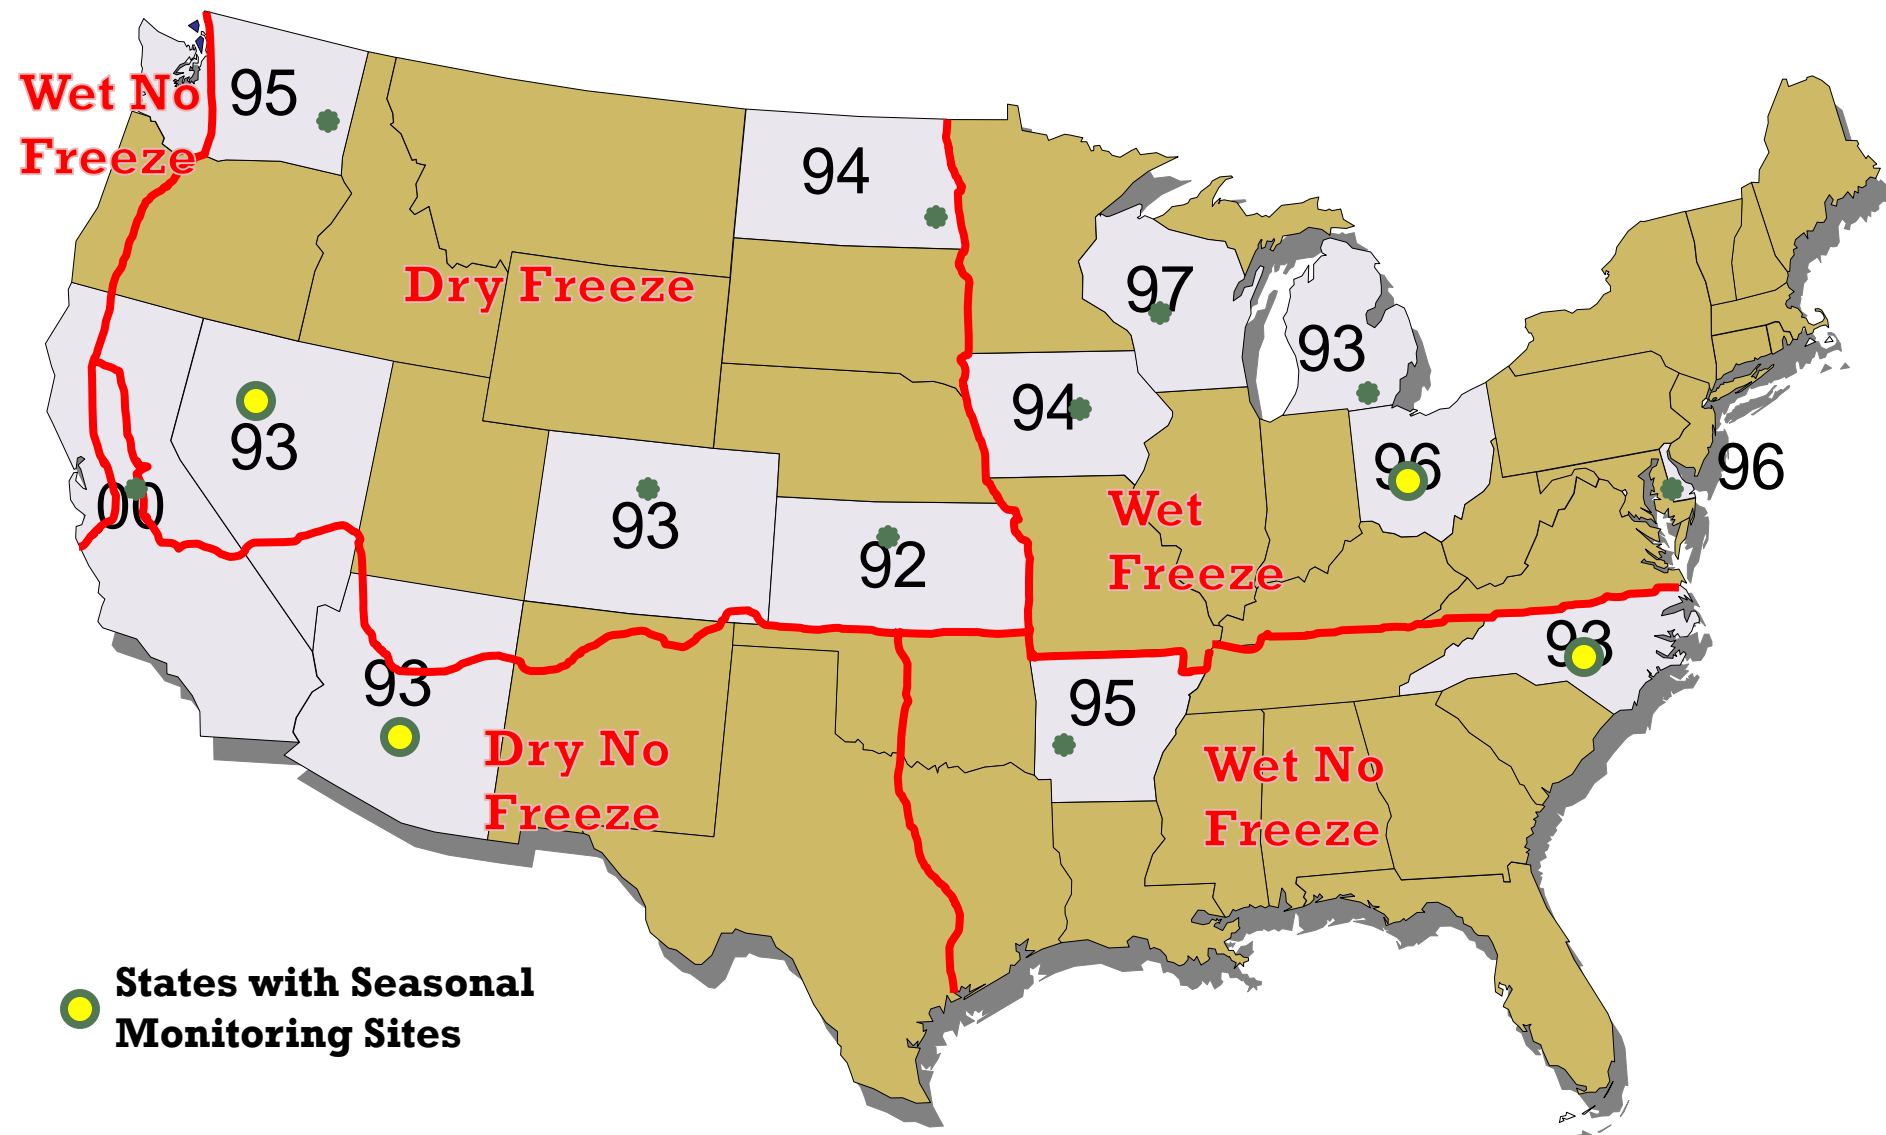 Wet No
Freeze
95
94
Dry Freeze
97
93
94
93
96
96
00
93
92
Wet
Freeze
93
93
95
Dry No
Freeze
Wet No
Freeze
States with Seasonal
Monitoring Sites